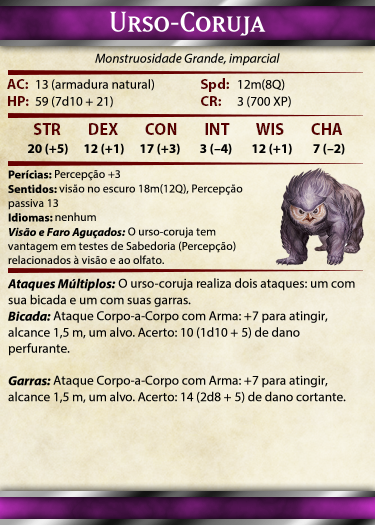 Urso-Coruja
Monstruosidade Grande, imparcial
AC: 13 (armadura natural) Spd: 12m(8Q)
HP: 59 (7d10 + 21) CR: 3 (700 XP)
STR DEX CON INT WIS CHA
20 (+5) 12 (+1) 17 (+3) 3 (–4) 12 (+1) 7 (–2)
Perícias: Percepção +3
Sentidos: visão no escuro 18m(12Q), Percepção
passiva 13
Idiomas: nenhum
Visão e Faro Aguçados: O urso-coruja tem
vantagem em testes de Sabedoria (Percepção)
relacionados à visão e ao olfato.
Ataques Múltiplos: O urso-coruja realiza dois ataques: um com
sua bicada e um com suas garras.
Bicada: Ataque Corpo-a-Corpo com Arma: +7 para atingir,
alcance 1,5 m, um alvo. Acerto: 10 (1d10 + 5) de dano
perfurante.
Garras: Ataque Corpo-a-Corpo com Arma: +7 para atingir,
alcance 1,5 m, um alvo. Acerto: 14 (2d8 + 5) de dano cortante.